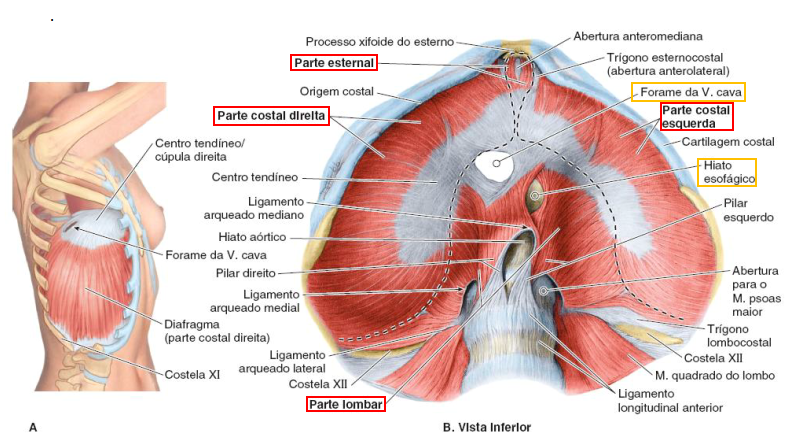 Centro tendíneo/
cúpula direita
Forame da V. cava
Diafragma
(parte costal direita)
Costela XI
A
Processo xifoide do esterno
Parte esternal
Origem costal
Parte costal direita
Centro tendíneo
Ligamento
arqueado mediano
Hiato aórtico
Pilar direito
Ligamento
arqueado medial
Ligamento
arqueado lateral
Costela XII
Parte lombar
Abertura anteromediana
Trígono esternocostal
(abertura anterolateral)
Forame da V. cava
Parte costal
esquerda
Cartilagem costal
Hiato
esofágico
Pilar
esquerdo
Abertura
para o
M. psoas
maior
Trígono
lombocostal
Costela XII
M. quadrado do lombo
Ligamento
longitudinal anterior
B. Vista inferior